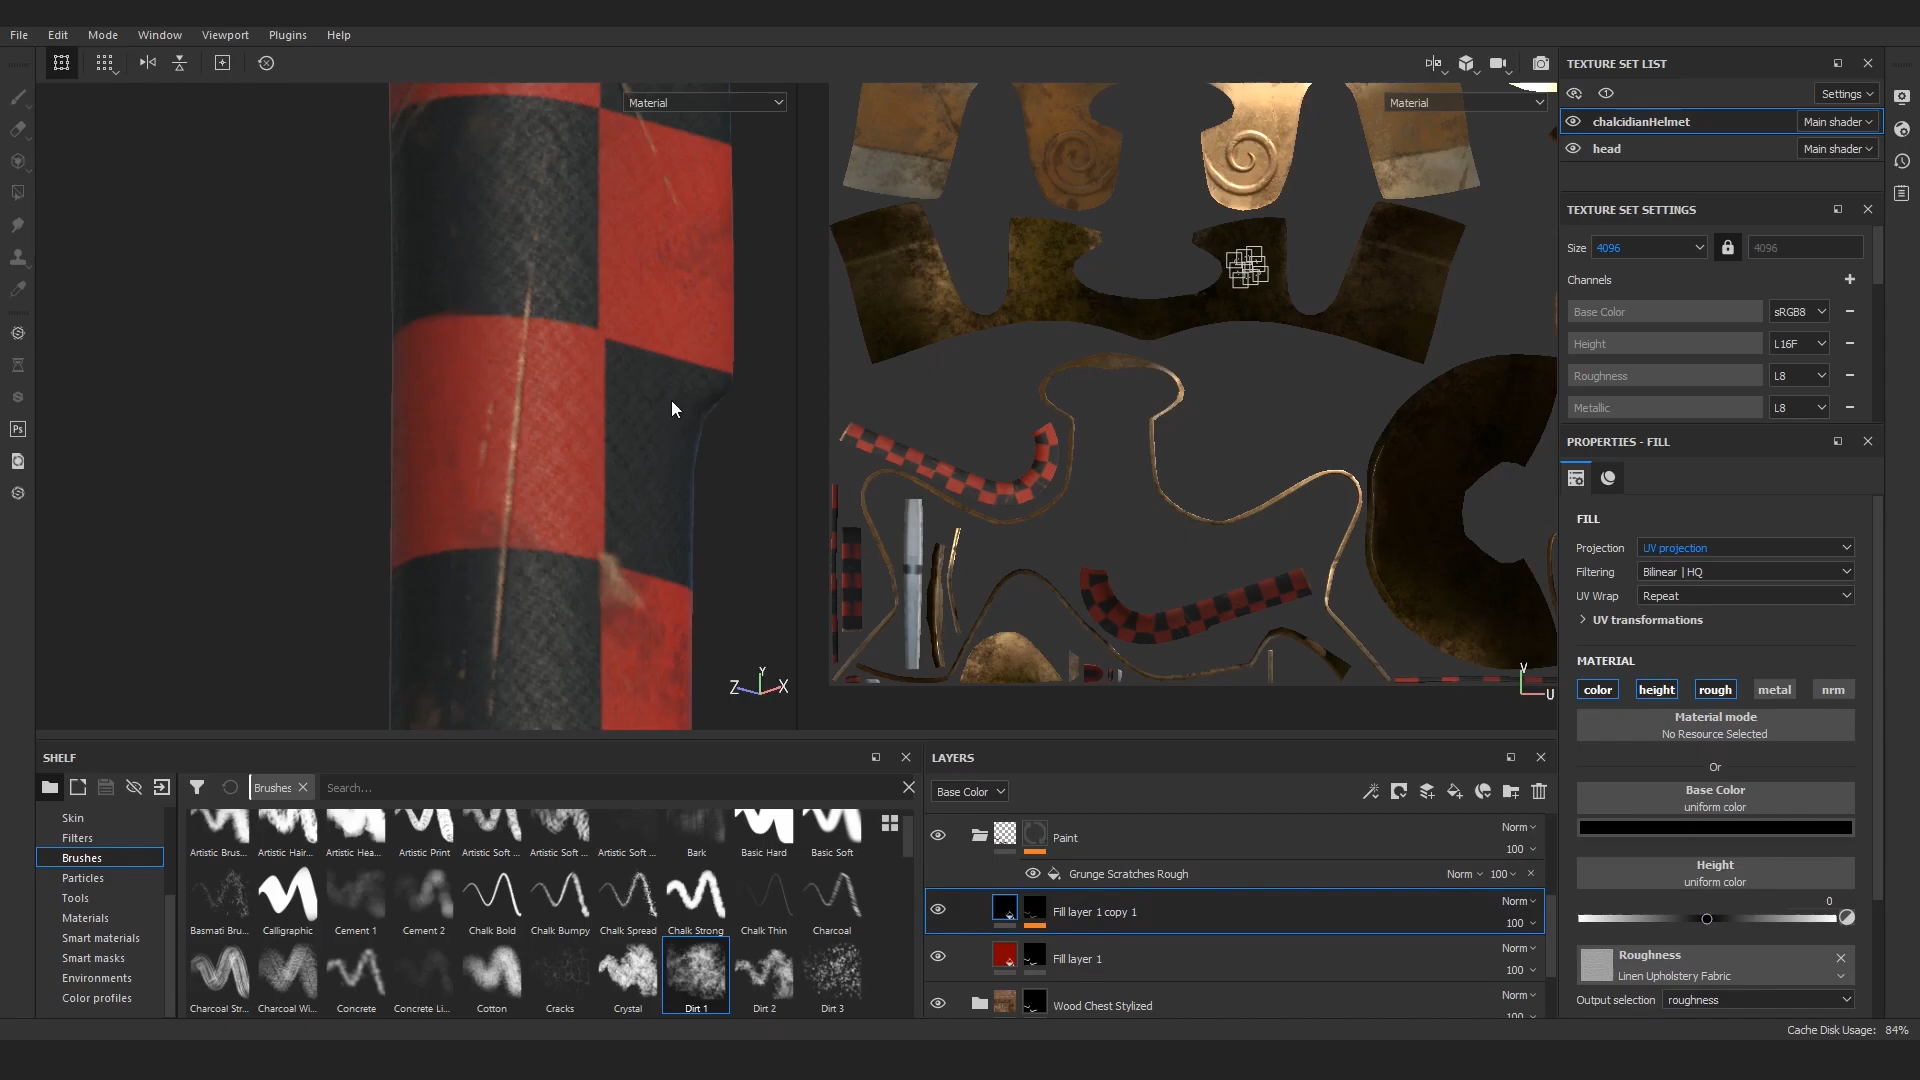 File Edit Mode Window Viewport Plugins Help
Material
Material
Z Y X
V
U
TEXTURE SET LIST
Settings
chalcidianHelmet Main shader
head Main shader
TEXTURE SET SETTINGS
Size 4096 4096
Channels
Base Color sRGB8
Height L16F
Roughness L8
Metallic L8
PROPERTIES - FILL
FILL
Projection UV projection
Filtering Bilinear | HQ
UV Wrap Repeat
UV transformations
MATERIAL
color height rough metal nrm
Material mode
No Resource Selected
Or
Base Color
uniform color
Height
uniform color
0
Roughness
Linen Upholstery Fabric
Output selection roughness
SHELF
Brushes Search...
Skin
Filters
Brushes
Particles
Tools
Materials
Smart materials
Smart masks
Environments
Color profiles
Artistic Brus... Artistic Hair... Artistic Hea... Artistic Print Artistic Soft ... Artistic Soft ... Artistic Soft ... Bark Basic Hard Basic Soft
Basmati Bru... Calligraphic Cement 1 Cement 2 Chalk Bold Chalk Bumpy Chalk Spread Chalk Strong Chalk Thin Charcoal
Charcoal Str... Charcoal Wi... Concrete Concrete Li... Cotton Cracks Crystal Dirt 1 Dirt 2 Dirt 3
LAYERS
Base Color
Paint Norm 100
Grunge Scratches Rough Norm 100
Fill layer 1 copy 1 Norm 100
Fill layer 1 Norm 100
Wood Chest Stylized Norm 100
Ps
Cache Disk Usage: 84%